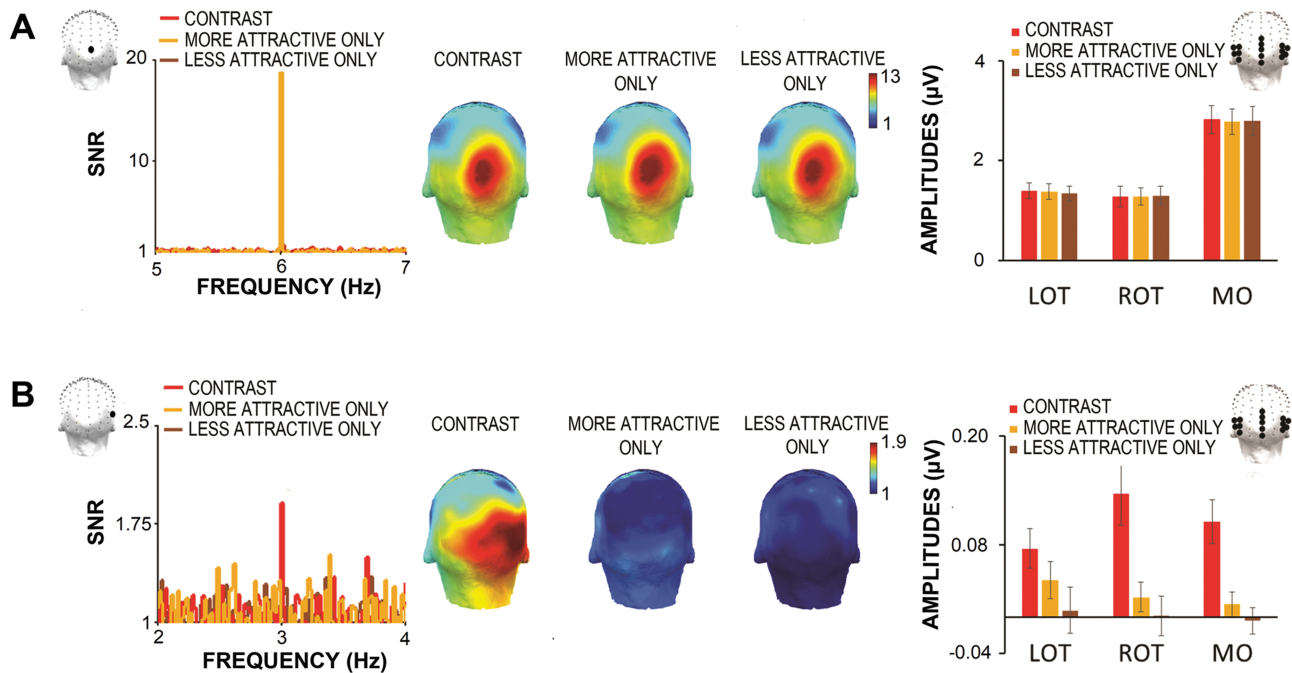 A
CONTRAST
MORE ATTRACTIVE ONLY
LESS ATTRACTIVE ONLY
20
10
1
SNR
5
6
7
FREQUENCY (Hz)
CONTRAST
MORE ATTRACTIVE
ONLY
LESS ATTRACTIVE
ONLY
13
1
CONTRAST
MORE ATTRACTIVE ONLY
LESS ATTRACTIVE ONLY
AMPLITUDES (µV)
4
2
0
LOT
ROT
MO
B
CONTRAST
MORE ATTRACTIVE ONLY
LESS ATTRACTIVE ONLY
2.5
1.75
1
SNR
2
3
4
FREQUENCY (Hz)
CONTRAST
MORE ATTRACTIVE
ONLY
LESS ATTRACTIVE
ONLY
1.9
1
CONTRAST
MORE ATTRACTIVE ONLY
LESS ATTRACTIVE ONLY
AMPLITUDES (µV)
0.20
0.08
-0.04
LOT
ROT
MO